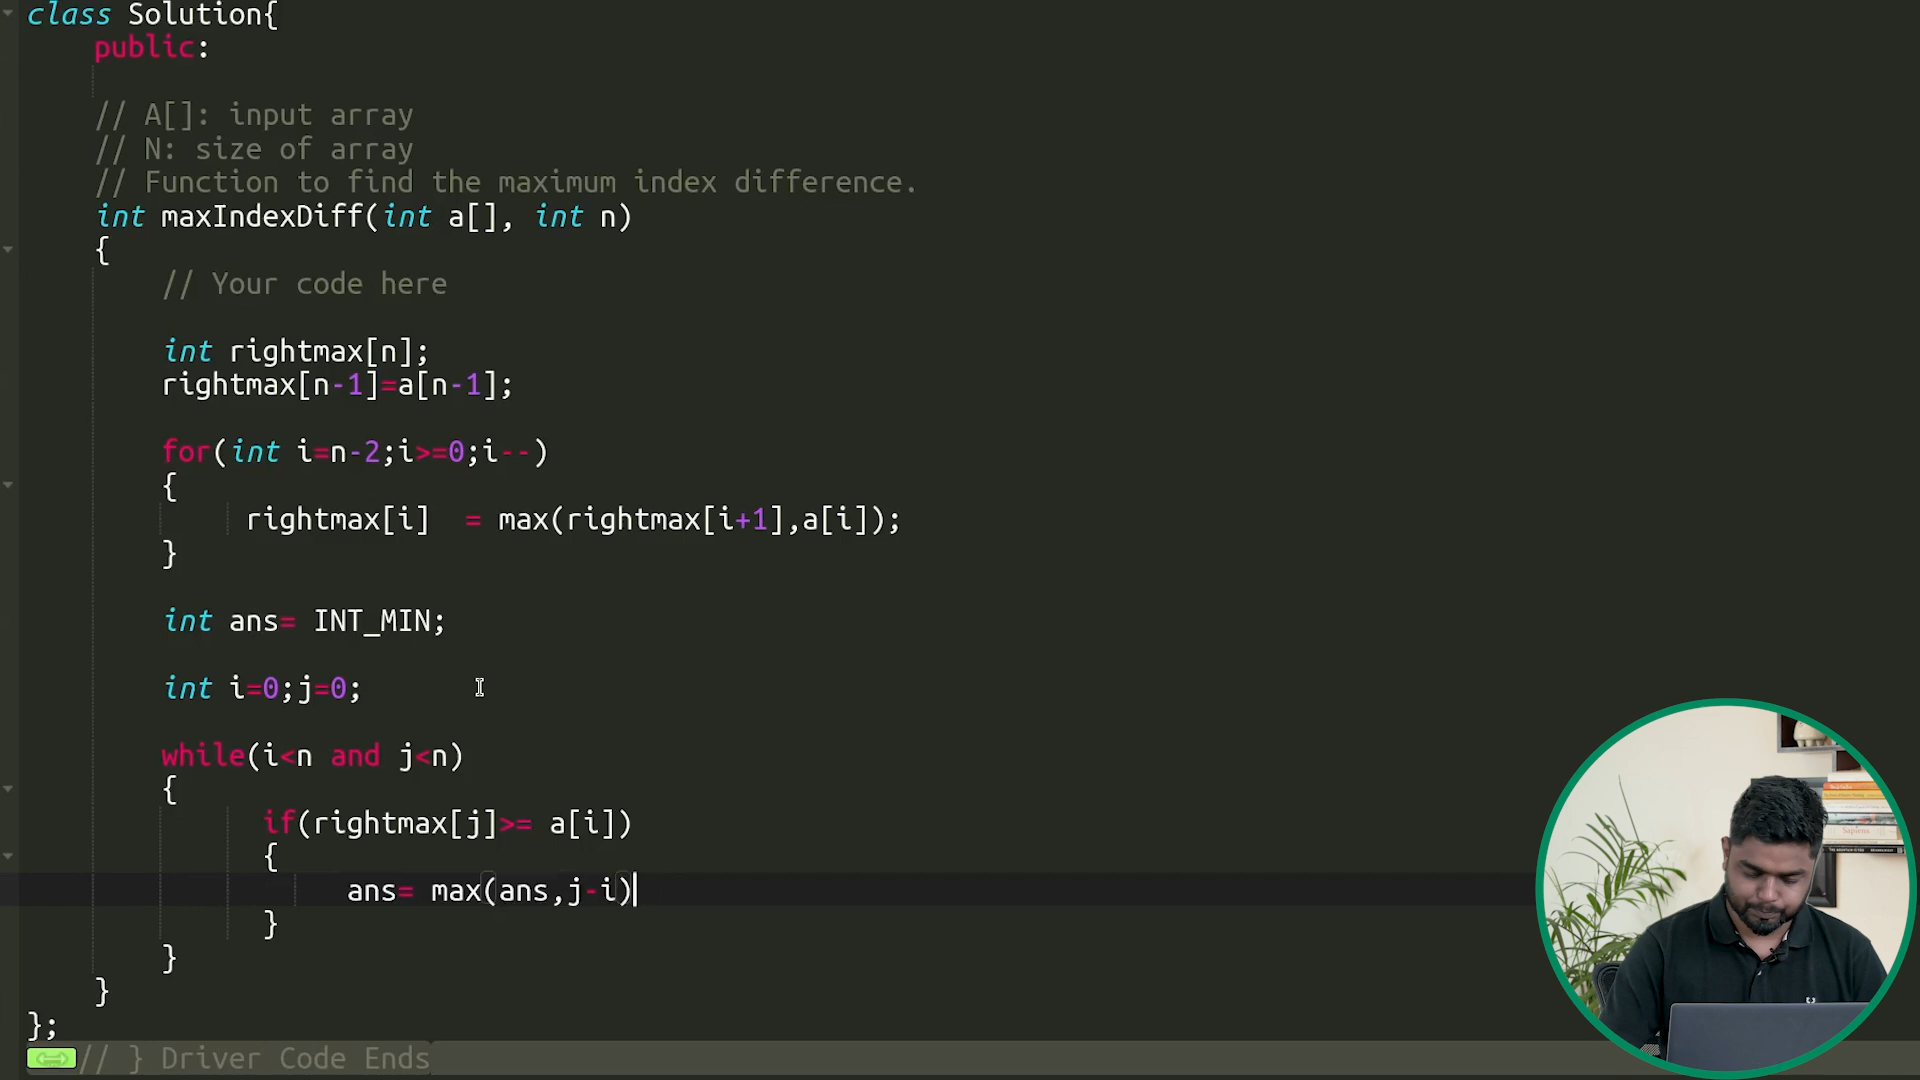 class Solution{
public:
// A[]: input array
// N: size of array
// Function to find the maximum index difference.
int maxIndexDiff(int a[], int n)
{
// Your code here
int rightmax[n];
rightmax[n-1]=a[n-1];
for(int i=n-2;i>=0;i--)
{
rightmax[i]  = max(rightmax[i+1],a[i]);
}
int ans= INT_MIN;
int i=0;j=0;
while(i<n and j<n)
{
if(rightmax[j]>= a[i])
{
ans= max(ans,j-i)
}
}
}
};
// } Driver Code Ends
Sapiens